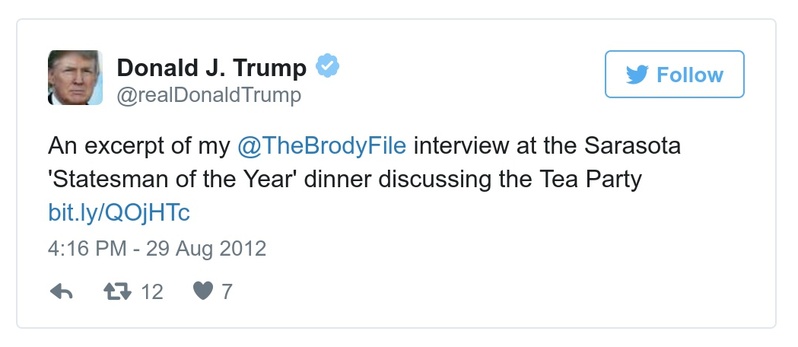 Donald J. Trump
@realDonaldTrump
Follow
An excerpt of my @TheBrodyFile interview at the Sarasota
'Statesman of the Year' dinner discussing the Tea Party
bit.ly/QOjHTc
4:16 PM - 29 Aug 2012
12 7